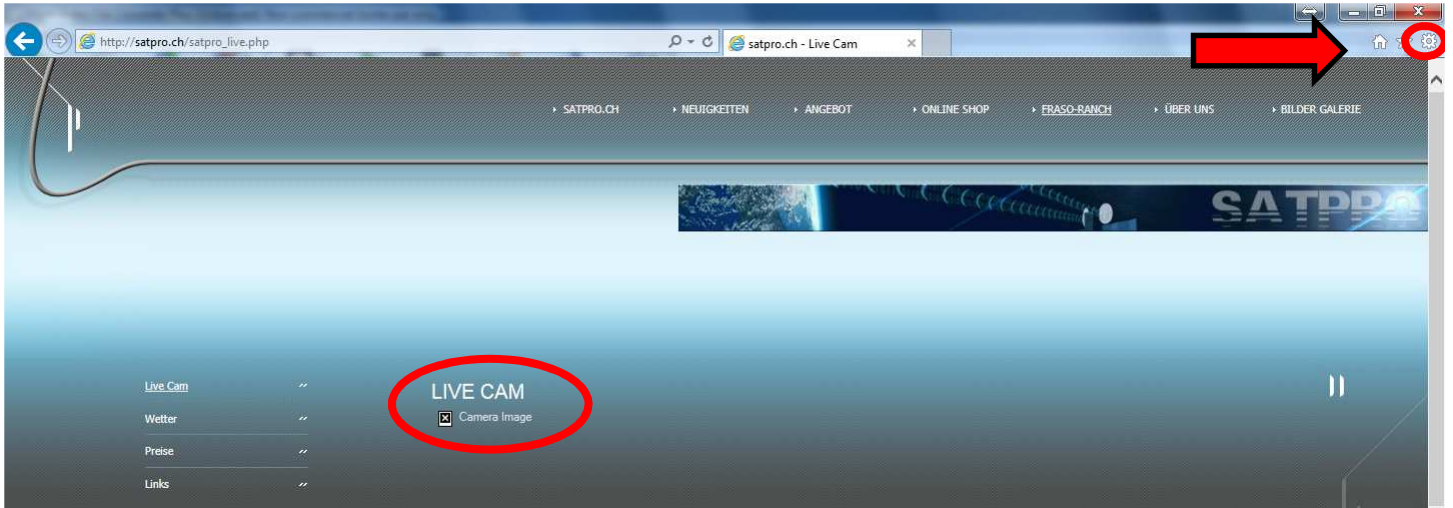 http://satpro.ch/satpro_live.php
satpro.ch - Live Cam
SATPRO.CH NEUIGKEITEN ANGEBOT ONLINE SHOP FRASO-RANCH ÜBER UNS BILDER GALERIE
SATPRO
Live Cam
Wetter
Preise
Links
LIVE CAM
Camera Image